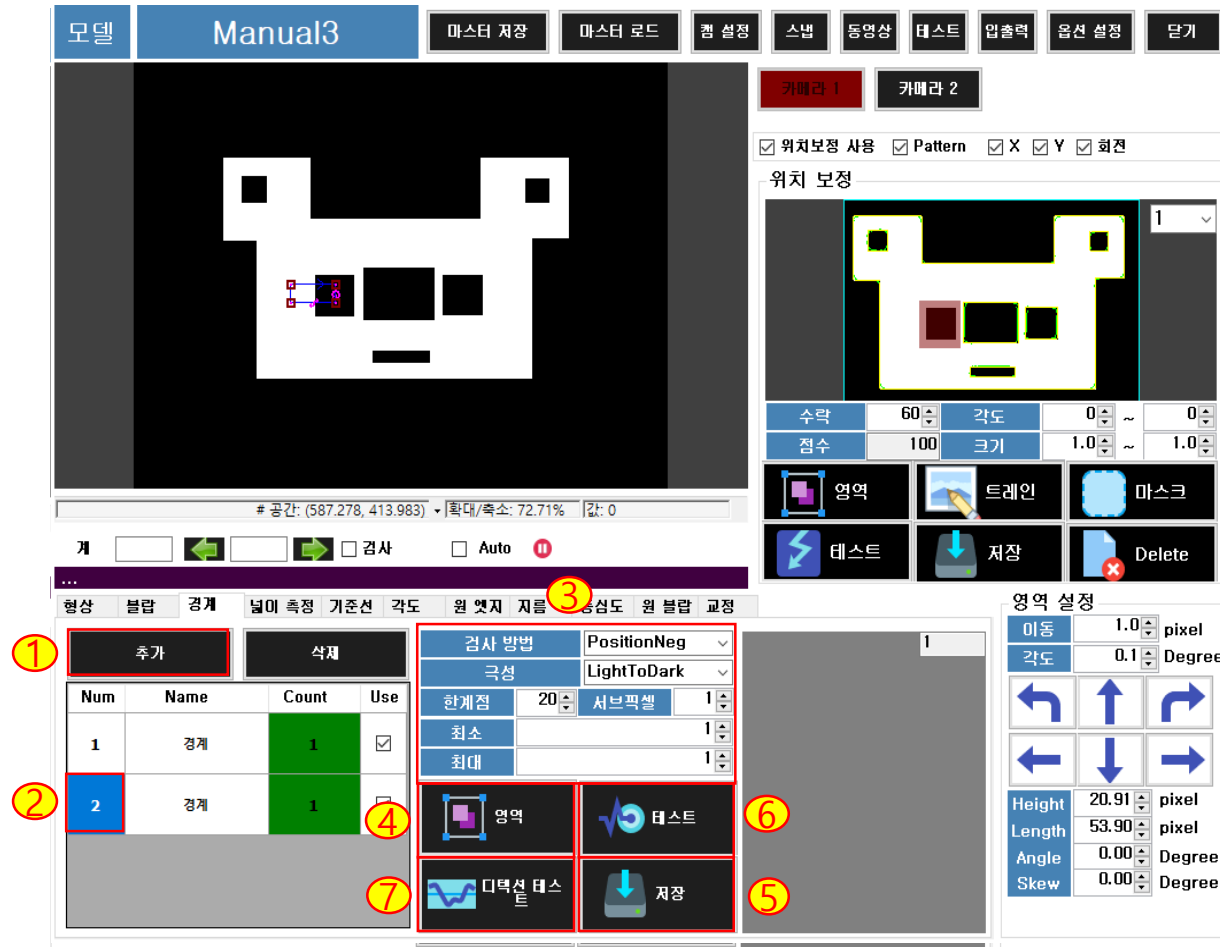 모델 Manual3 마스터 저장 마스터 로드 캠 설정 스냅 동영상 테스트 입출력 옵션 설정 닫기
카메라 1 카메라 2
위치보정 사용 Pattern X Y 회전
위치 보정
1
수락 60 각도 0 ~ 0
점수 100 크기 1.0 ~ 1.0
영역 트레인 마스크
테스트 저장 Delete
# 공간: (587.278, 413.983) 확대/축소: 72.71% 값: 0
계 검사 Auto
...
형상 블랍 경계 넓이 측정 기준선 각도 원 엣지 지름 3 동심도 원 블랍 교정
1 추가 삭제
Num Name Count Use
1 경계 1
2 2 경계 1
검사 방법 PositionNeg
극성 LightToDark
한계점 20 서브픽셀 1
최소 1
최대 1
4 영역 테스트 6
7 디텍션 테스트 저장 5
1
영역 설정
이동 1.0 pixel
각도 0.1 Degree
Height 20.91 pixel
Length 53.90 pixel
Angle 0.00 Degree
Skew 0.00 Degree